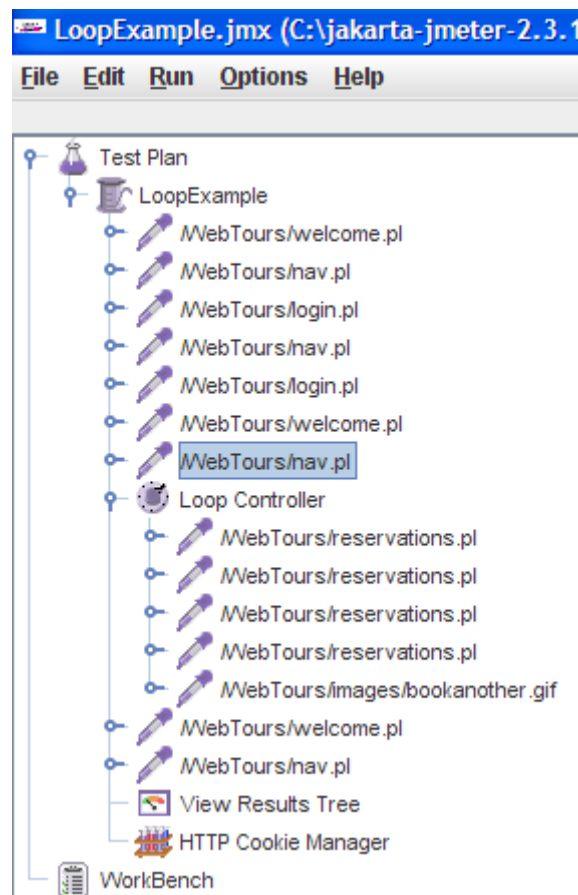 LoopExample.jmx (C:\jakarta-jmeter-2.3.1
File Edit Run Options Help
Test Plan
LoopExample
/WebTours/welcome.pl
/WebTours/nav.pl
/WebTours/login.pl
/WebTours/nav.pl
/WebTours/login.pl
/WebTours/welcome.pl
/WebTours/nav.pl
Loop Controller
/WebTours/reservations.pl
/WebTours/reservations.pl
/WebTours/reservations.pl
/WebTours/reservations.pl
/WebTours/images/bookanother.gif
/WebTours/welcome.pl
/WebTours/nav.pl
View Results Tree
HTTP Cookie Manager
WorkBench